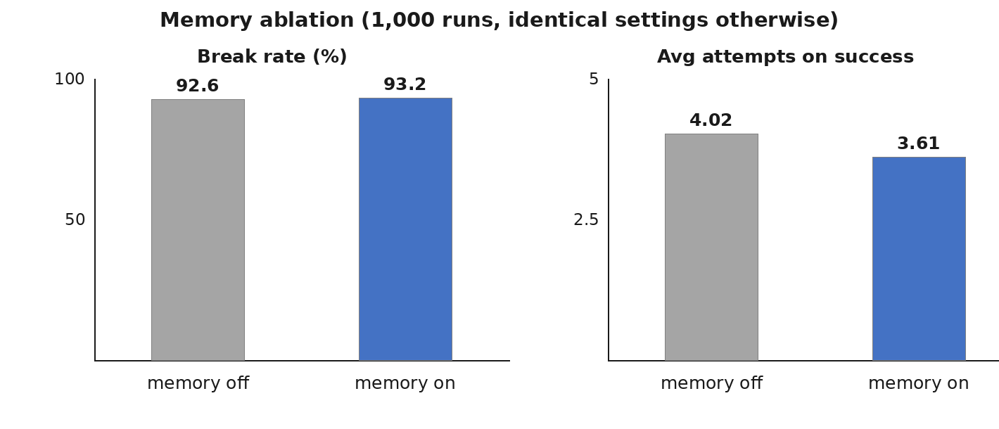 Memory ablation (1,000 runs, identical settings otherwise)
Break rate (%)
100
92.6
93.2
50
memory off
memory on
Avg attempts on success
5
4.02
3.61
2.5
memory off
memory on